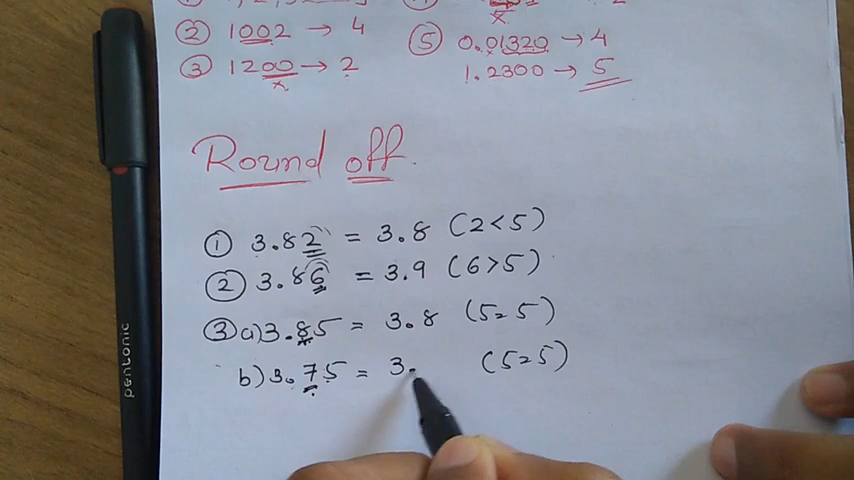 ② 1002 → 4
③ 1200 → 2
x
x
⑤ 0.01320 → 4
1.2300 → 5
Round off.
① 3.82 = 3.8 (2<5)
② 3.86 = 3.9 (6>5)
③ a) 3.85 = 3.8 (5=5)
b) 3.75 = 3. (5=5)
pentonic